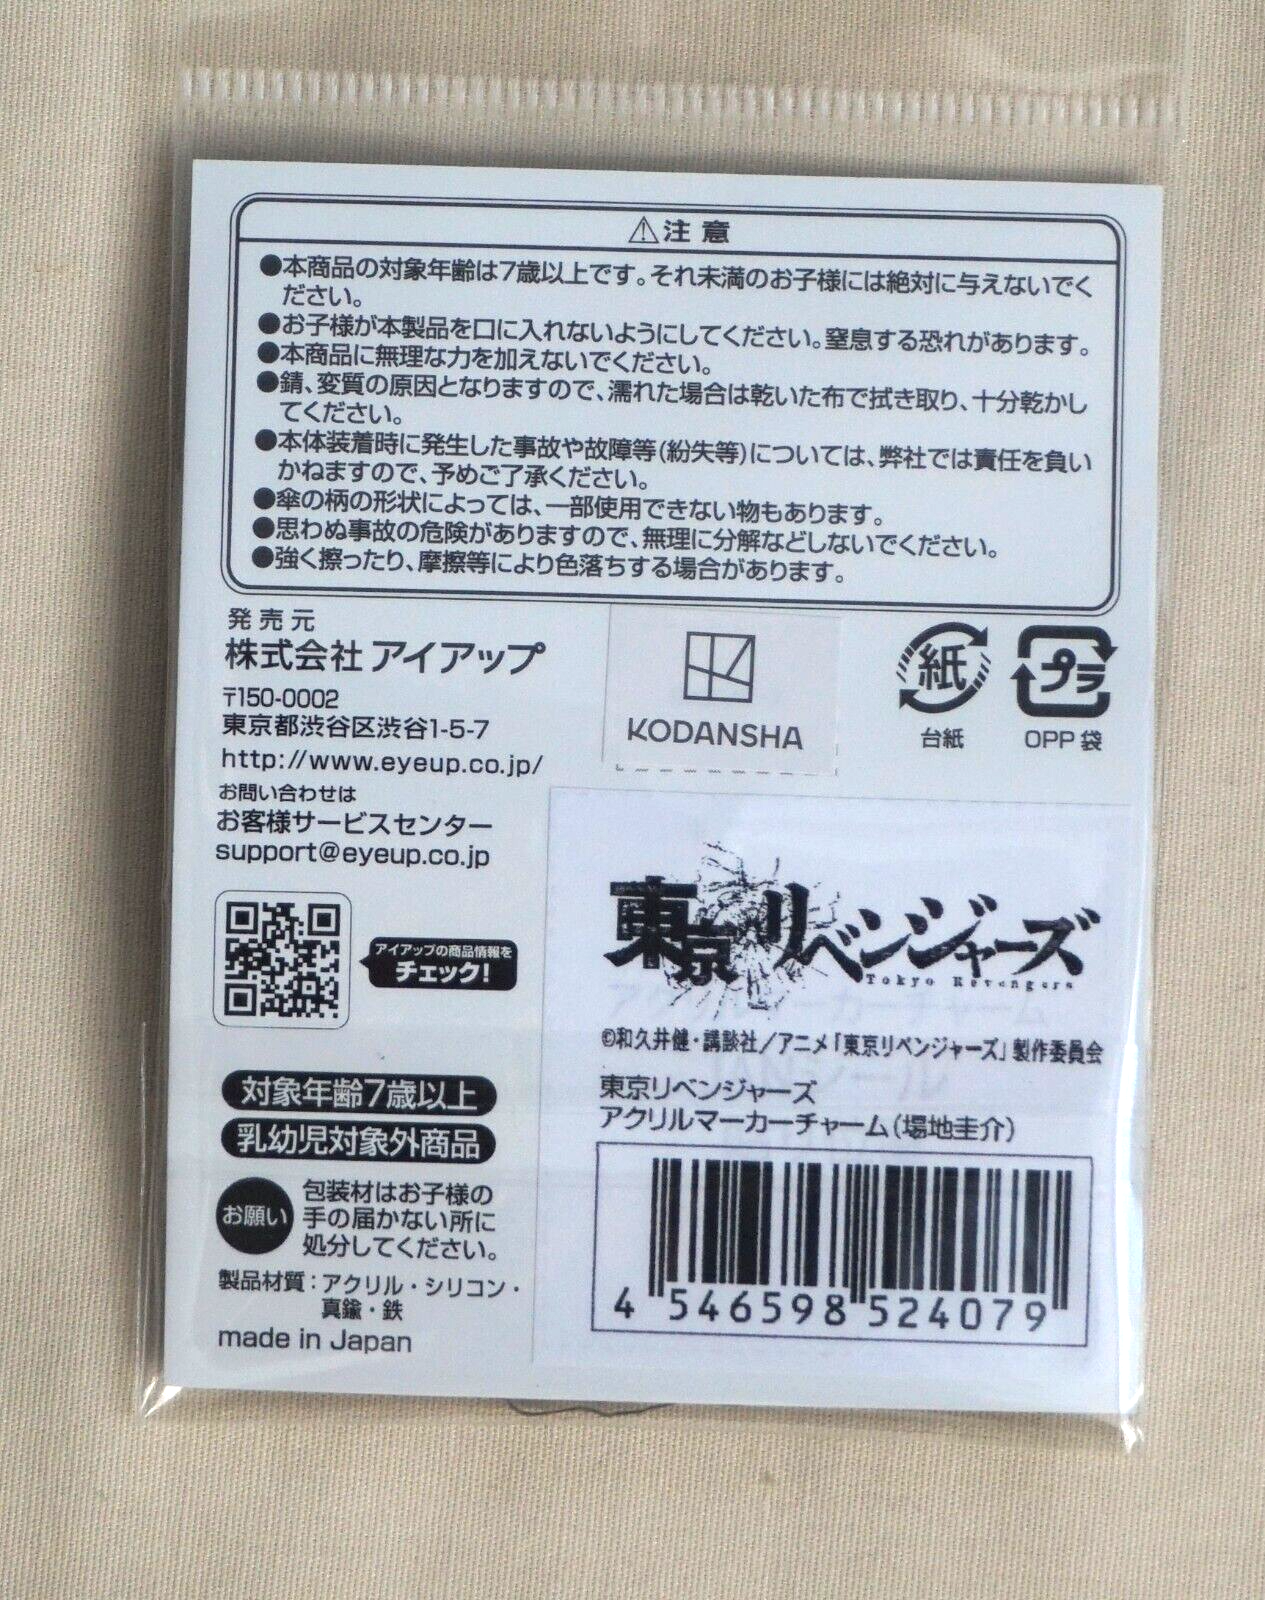 ⚠注意
●本商品の対象年齢は7歳以上です。それ未満のお子様には絶対に与えないでく
ださい。
●お子様が本製品を口に入れないようにしてください。窒息する恐れがあります。
●本商品に無理な力を加えないでください。
●錆、変質の原因となりますので、濡れた場合は乾いた布で拭き取り、十分乾かし
てください。
●本体装着時に発生した事故や故障等(紛失等)については、弊社では責任を負い
かねますので、予めご了承ください。
●傘の柄の形状によっては、一部使用できない物もあります。
●思わぬ事故の危険がありますので、無理に分解などしないでください。
●強く擦ったり、摩擦等により色落ちする場合があります。
発売元
株式会社 アイアップ
〒150-0002
東京都渋谷区渋谷1-5-7
http://www.eyeup.co.jp/
お問い合わせは
お客様サービスセンター
support@eyeup.co.jp
KODANSHA
紙
台紙
プラ
OPP 袋
アイアップの商品情報を
チェック!
対象年齢7歳以上
乳幼児対象外商品
お願い
包装材はお子様の
手の届かない所に
処分してください。
製品材質：アクリル・シリコン・
真鍮・鉄
made in Japan
東京リベンジャーズ
Tokyo Revengers
©和久井健・講談社／アニメ「東京リベンジャーズ」製作委員会
東京リベンジャーズ
アクリルマーカーチャーム(場地圭介)
4 546598 524079